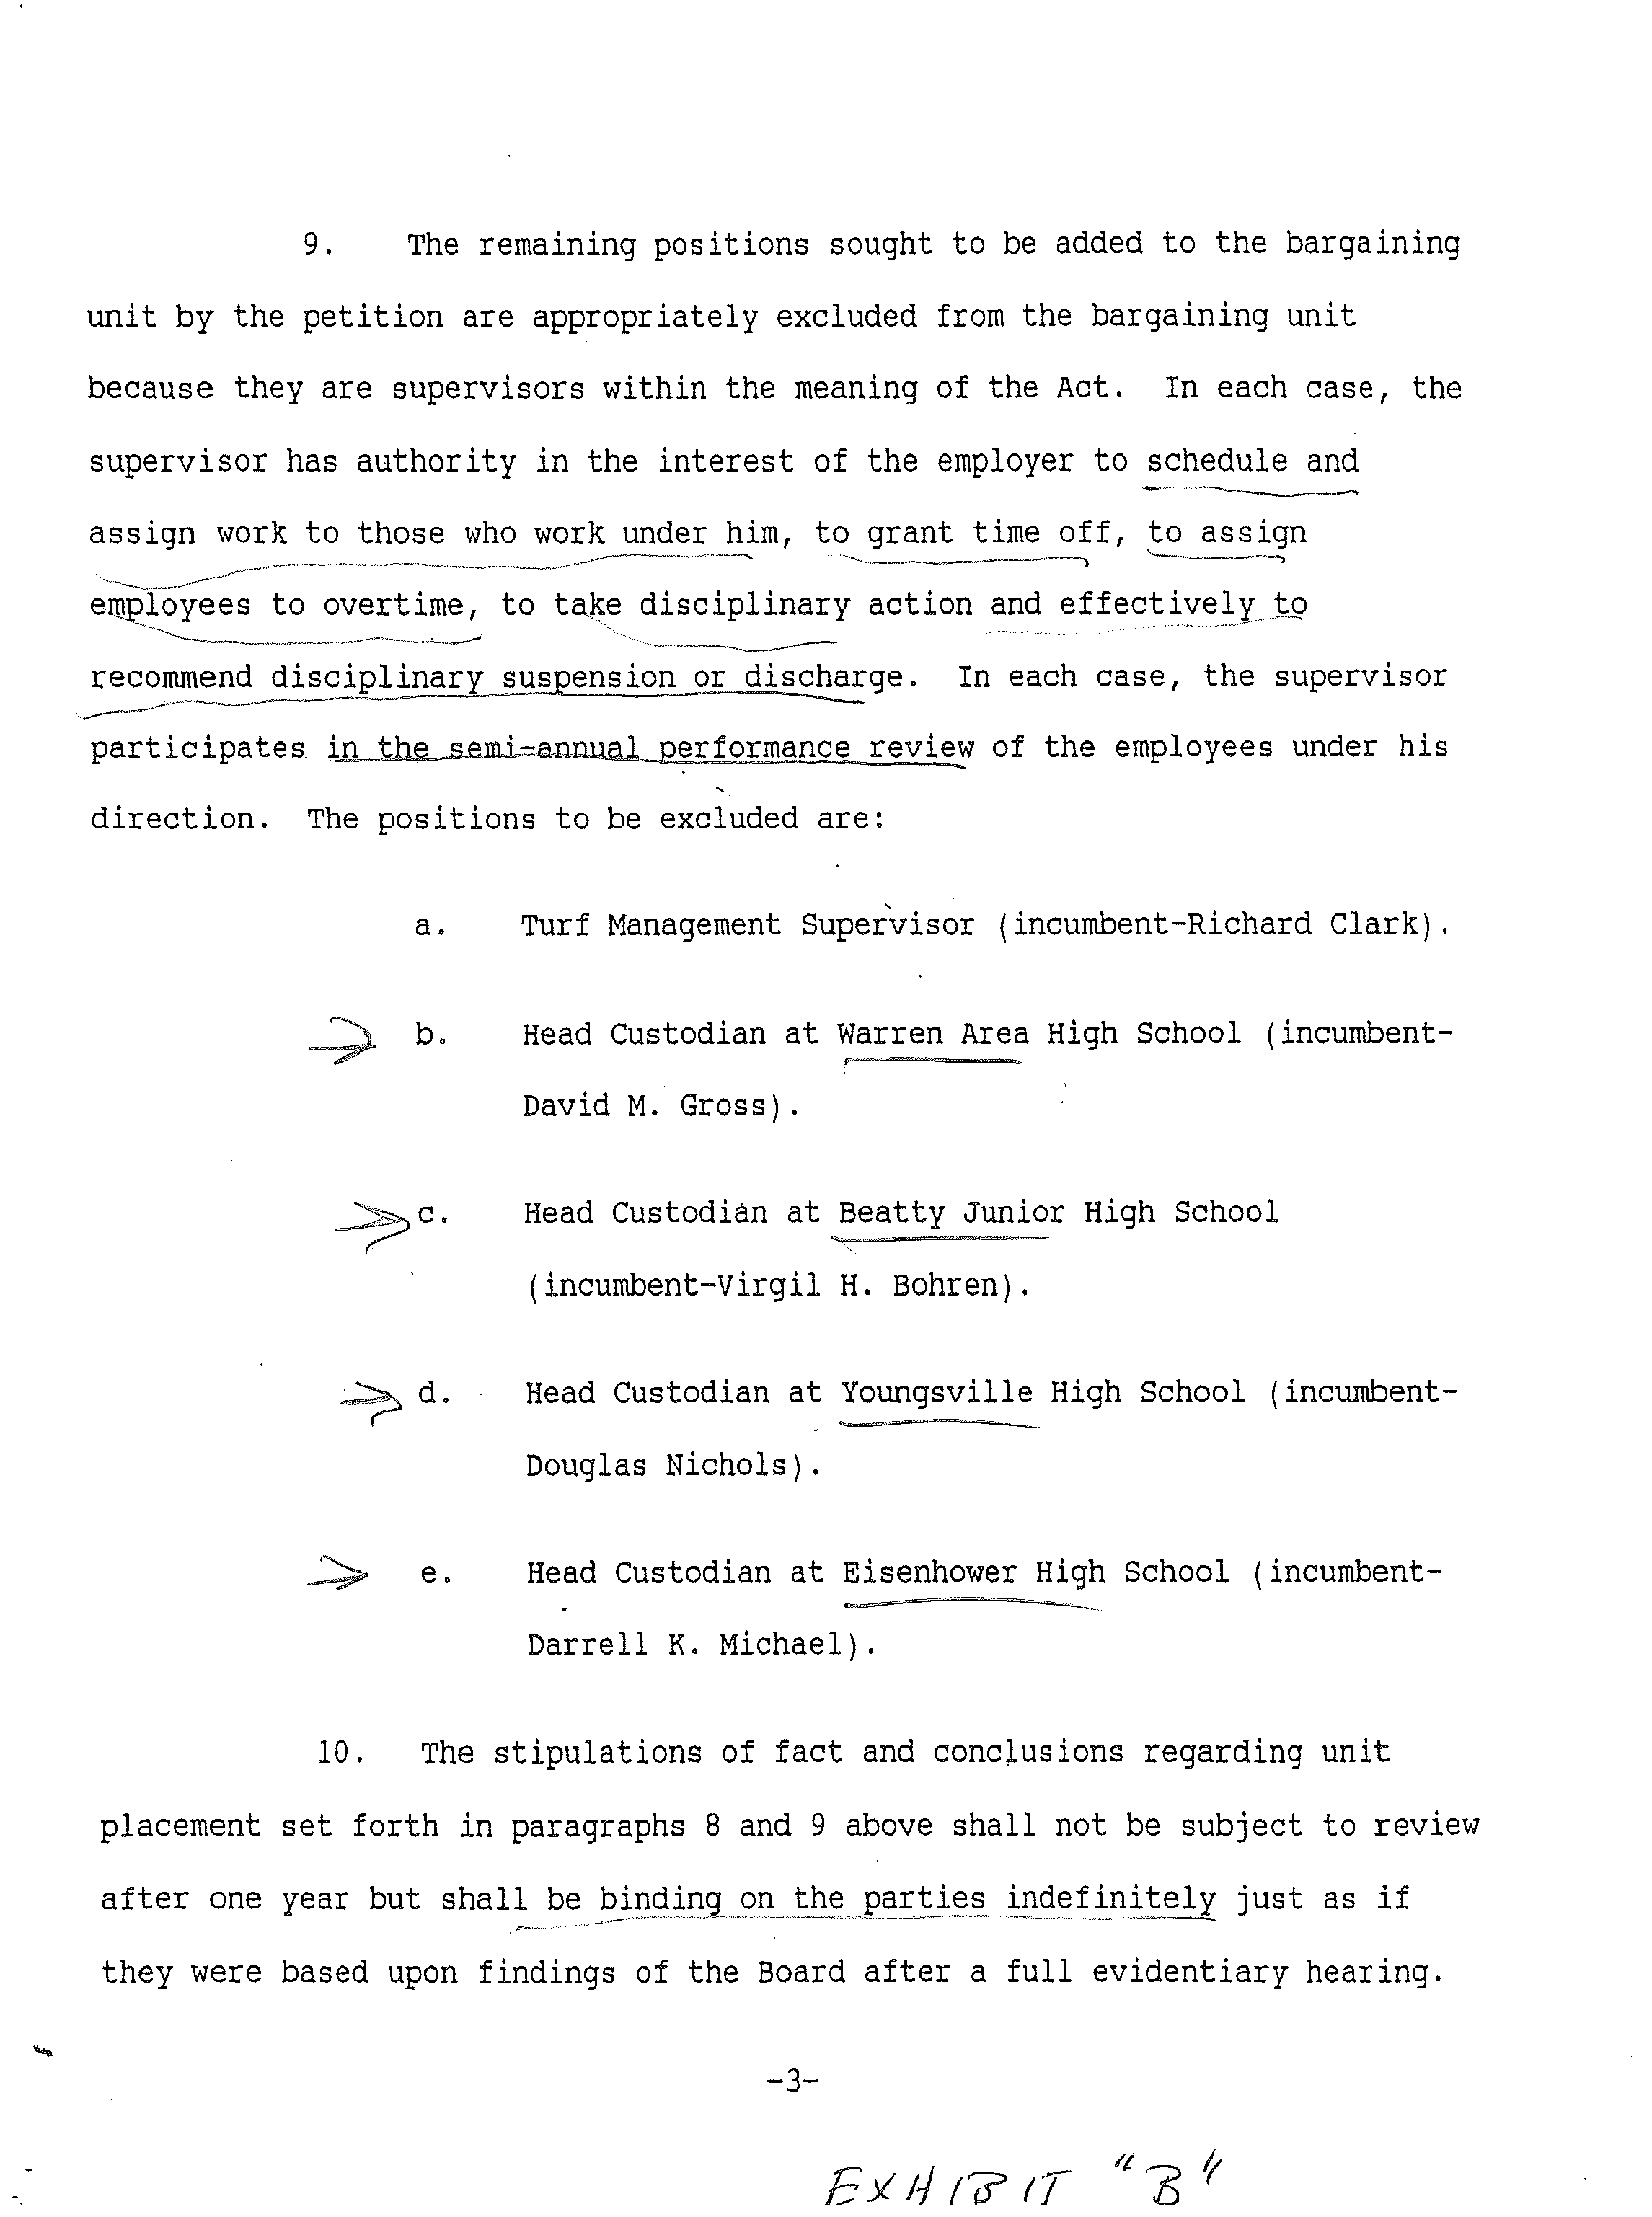 9. The remaining positions sought to be added to the bargaining
unit by the petition are appropriately excluded from the bargaining unit
because they are supervisors within the meaning of the Act. In each case, the
supervisor has authority in the interest of the employer to schedule and
assign work to those who work under him, to grant time off, to assign
employees to overtime, to take disciplinary action and effectively to
recommend disciplinary suspension or discharge. In each case, the supervisor
participates in the semi-annual performance review of the employees under his
direction. The positions to be excluded are:
a. Turf Management Supervisor (incumbent-Richard Clark).
b. Head Custodian at Warren Area High School (incumbent-
David M. Gross).
c. Head Custodian at Beatty Junior High School
(incumbent-Virgil H. Bohren).
d. Head Custodian at Youngsville High School (incumbent-
Douglas Nichols).
e. Head Custodian at Eisenhower High School (incumbent-
Darrell K. Michael).
10. The stipulations of fact and conclusions regarding unit
placement set forth in paragraphs 8 and 9 above shall not be subject to review
after one year but shall be binding on the parties indefinitely just as if
they were based upon findings of the Board after a full evidentiary hearing.
-3-
EXHIBIT "B"